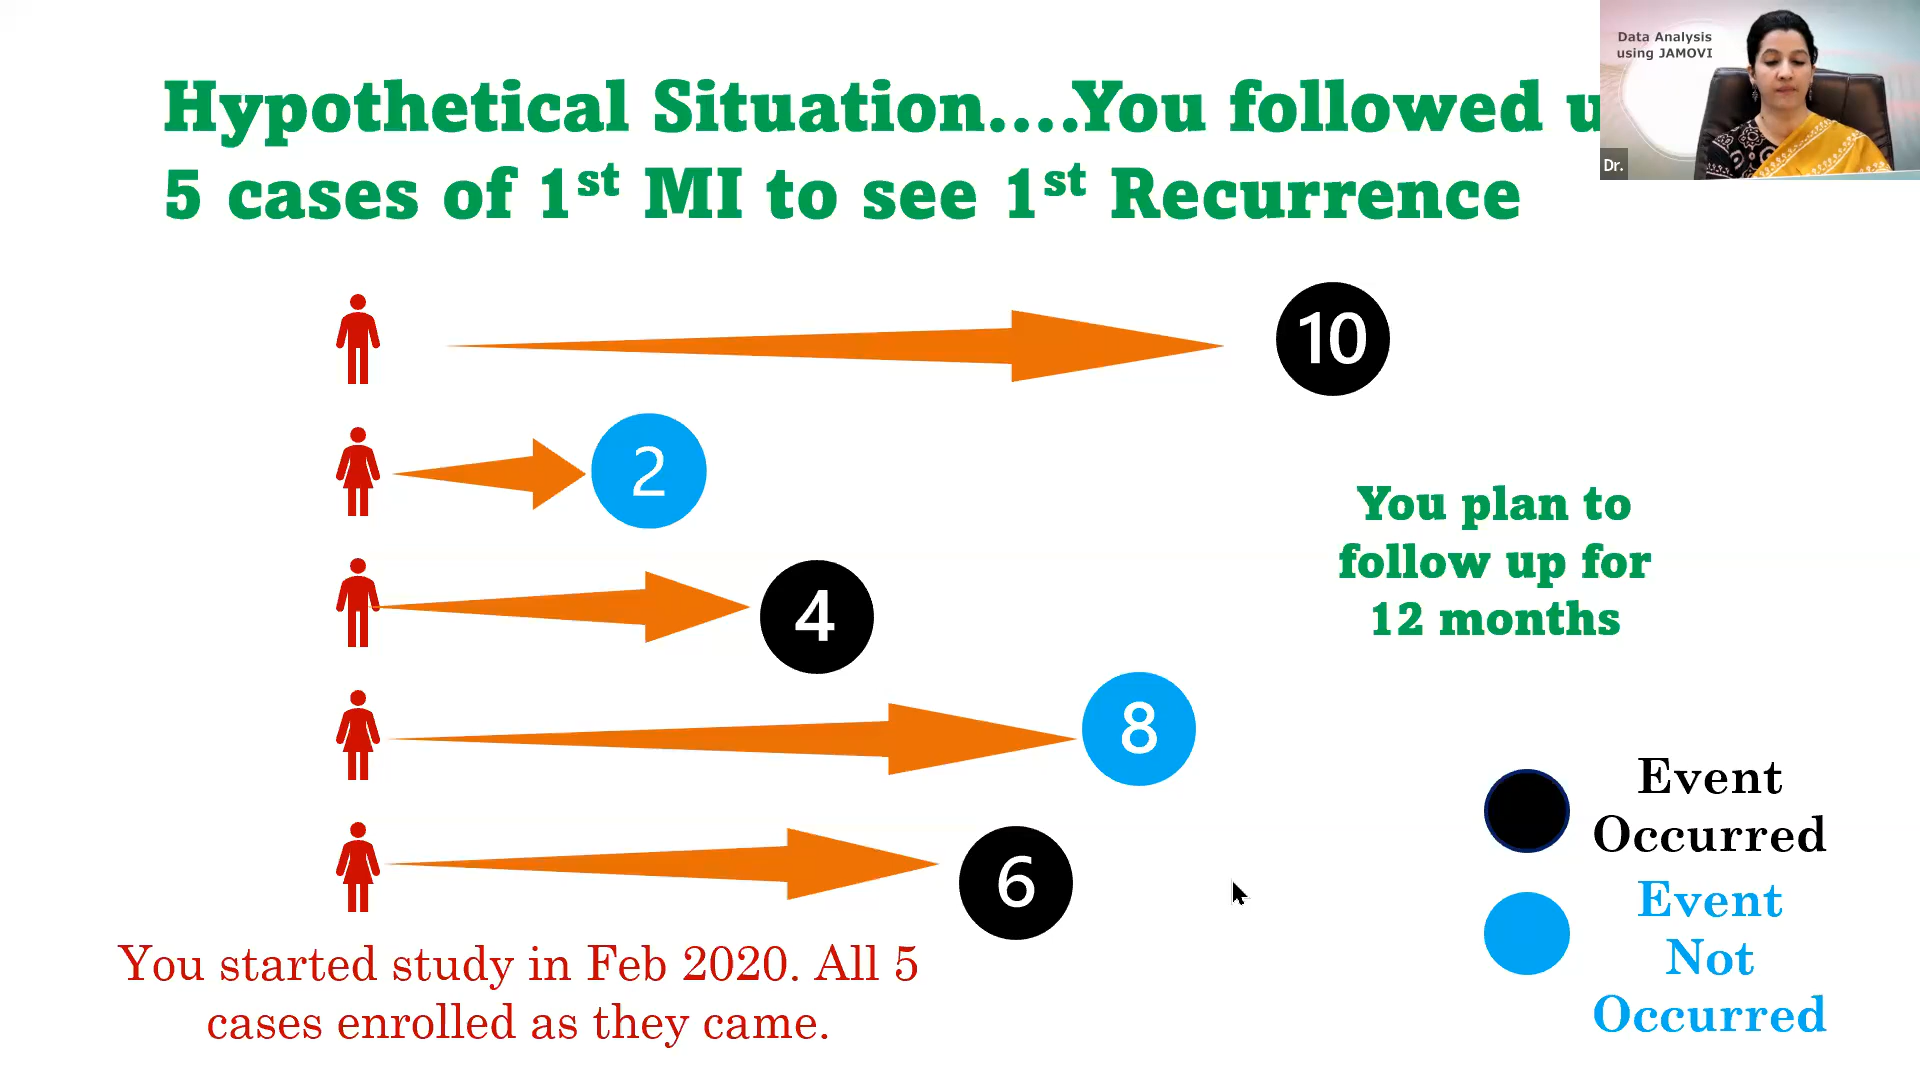 Data Analysis
using JAMOVI
Dr.
Hypothetical Situation....You followed u
5 cases of 1st MI to see 1st Recurrence
10
2
4
8
6
You plan to
follow up for
12 months
Event
Occurred
Event
Not
Occurred
You started study in Feb 2020. All 5
cases enrolled as they came.